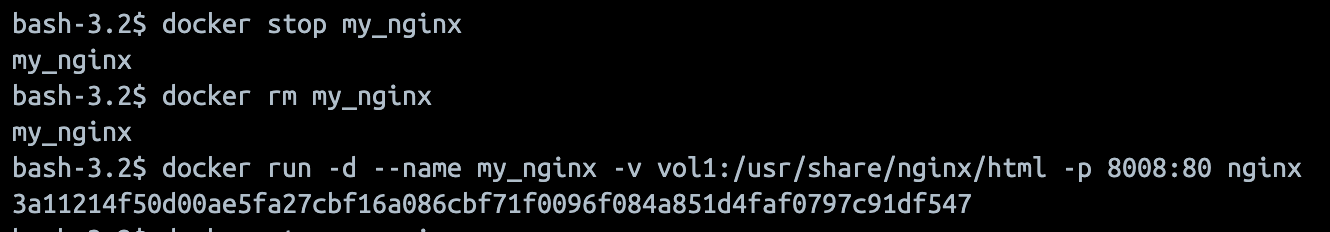 bash-3.2$ docker stop my_nginx
my_nginx
bash-3.2$ docker rm my_nginx
my_nginx
bash-3.2$ docker run -d --name my_nginx -v vol1:/usr/share/nginx/html -p 8008:80 nginx
3a11214f50d00ae5fa27cbf16a086cbf71f0096f084a851d4faf0797c91df547